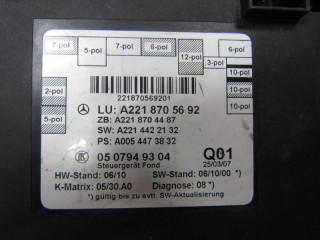 7-pol 7-pol 6-pol 6-pol
5-pol 12-pol
3-pol
10-pol
10-pol
10-pol
2-pol
5-pol
221870569201
LU: A221 870 56 92
ZB: A221 870 44 87
SW: A221 442 21 32
PS: A005 447 38 32
05 0794 93 04 Q01
Steuergerät Fond 25/03/07
HW-Stand: 06/10 SW-Stand: 06/10/00 *)
K-Matrix: 05/30.A0 Diagnose: 08 *)
*) gültig bis zu evtl. SW-Aktualisierung